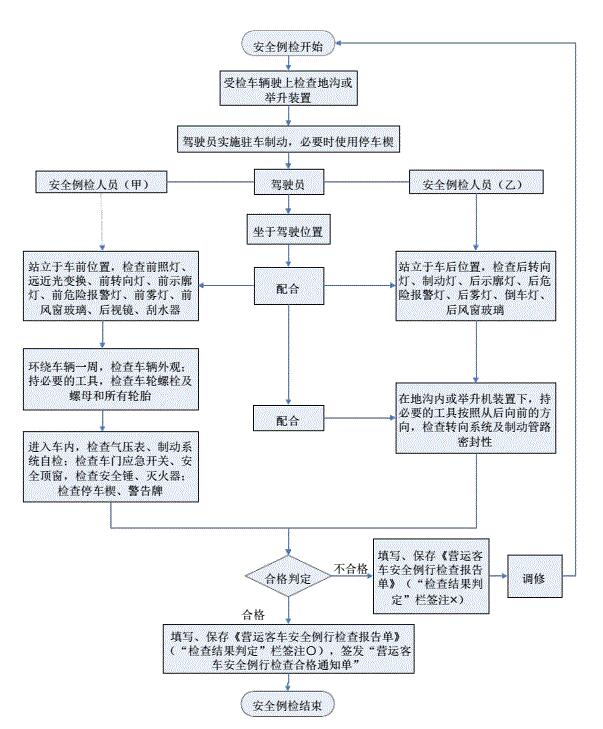 安全例检开始
受检车辆驶上检查地沟或
举升装置
驾驶员实施驻车制动，必要时使用停车楔
安全例检人员（甲）
驾驶员
安全例检人员（乙）
坐于驾驶位置
站立于车前位置，检查前照灯、
远近光变换、前转向灯、前示廓
灯、前危险报警灯、前雾灯、前
风窗玻璃、后视镜、刮水器
配合
站立于车后位置，检查后转向
灯、制动灯、后示廓灯、后危
险报警灯、后雾灯、倒车灯、
后风窗玻璃
环绕车辆一周，检查车辆外观；
持必要的工具，检查车轮螺栓及
螺母和所有轮胎
配合
在地沟内或举升机装置下，持
必要的工具按照从后向前的方
向，检查转向系统及制动管路
密封性
进入车内，检查气压表、制动系
统自检；检查车门应急开关、安
全顶窗，检查安全锤、灭火器；
检查停车楔、警告牌
合格判定
不合格
填写、保存《营运客
车安全例行检查报告
单》（“检查结果判
定”栏签注×）
调修
合格
填写、保存《营运客车安全例行检查报告单》
（“检查结果判定”栏签注○），签发“营运客
车安全例行检查合格通知单”
安全例检结束